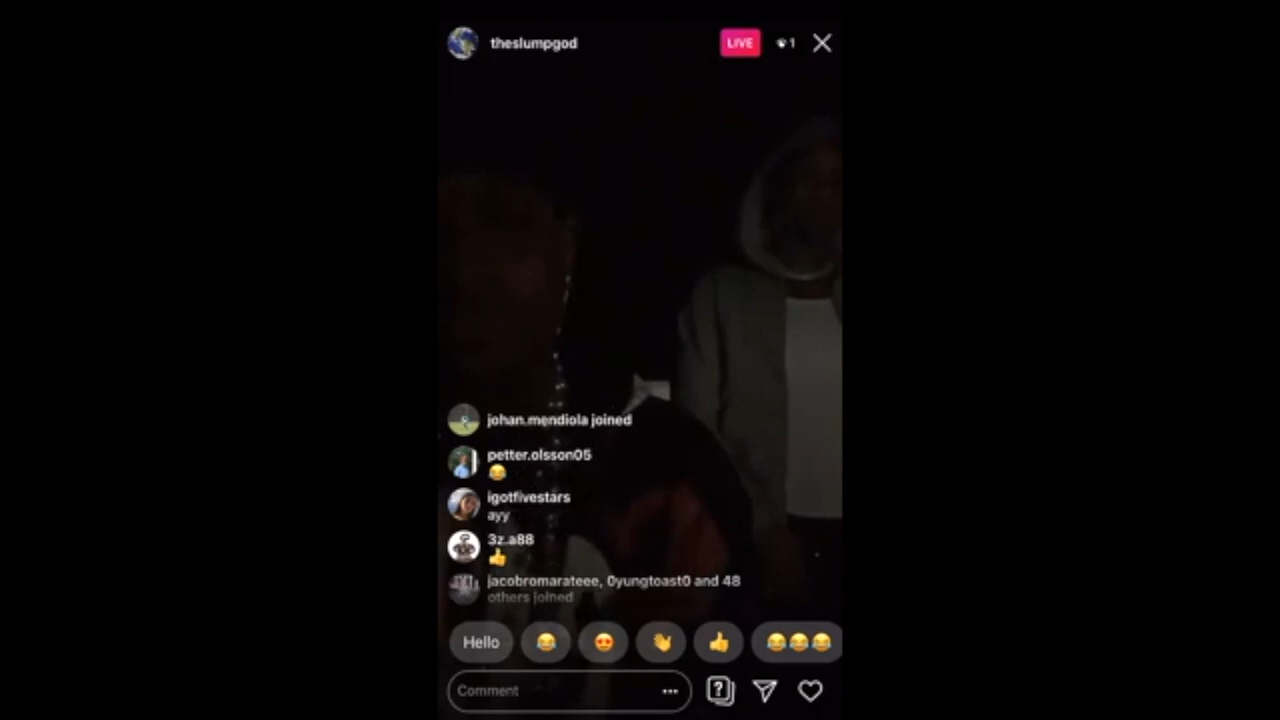 theslumpgod LIVE 1
johan.mendiola joined
petter.olsson05
😂
igotfivestars
ayy
3z.a88
👍
jacobromarateee, 0yungtoast0 and 48
others joined
Hello 😂 😍 👋 👍 😂😂😂
Comment